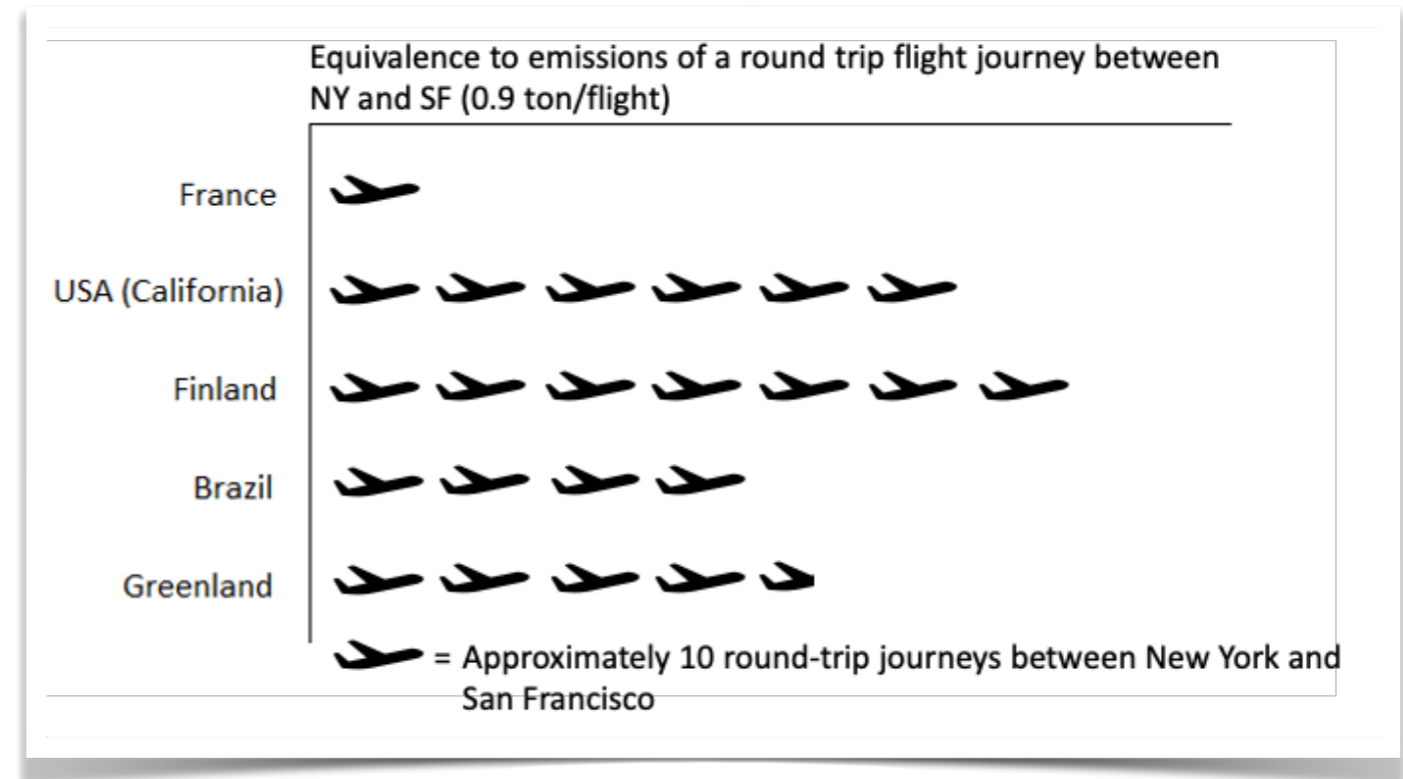 Equivalence to emissions of a round trip flight journey between
NY and SF (0.9 ton/flight)
France
USA (California)
Finland
Brazil
Greenland
= Approximately 10 round-trip journeys between New York and
San Francisco